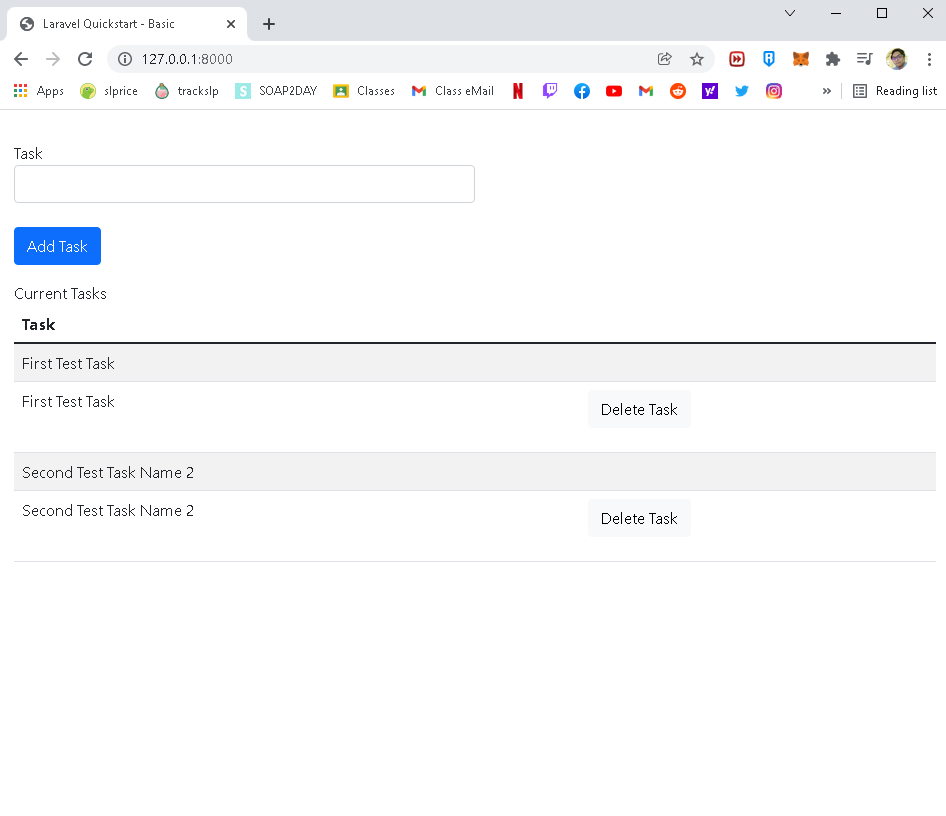 Laravel Quickstart - Basic
127.0.0.1:8000
Apps slprice trackslp SOAP2DAY Classes Class eMail Reading list
Task
Add Task
Current Tasks
Task
First Test Task
First Test Task Delete Task
Second Test Task Name 2
Second Test Task Name 2 Delete Task